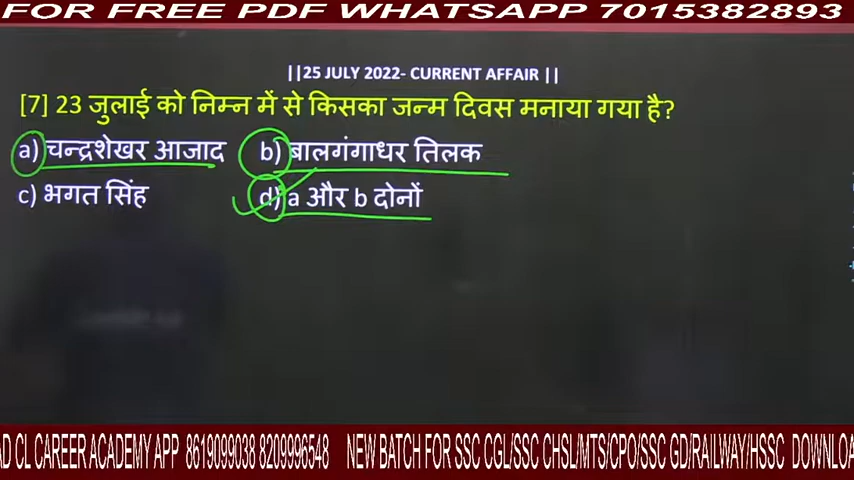 FOR FREE PDF WHATSAPP 7015382893
||25 JULY 2022- CURRENT AFFAIR ||
[7] 23 जुलाई को निम्न में से किसका जन्म दिवस मनाया गया है?
a) चन्द्रशेखर आजाद b) बालगंगाधर तिलक
c) भगत सिंह d) a और b दोनों
AD CL CAREER ACADEMY APP 8619099038 8209996548 NEW BATCH FOR SSC CGL/SSC CHSL/MTS/CPO/SSC GD/RAILWAY/HSSC DOWNLOA